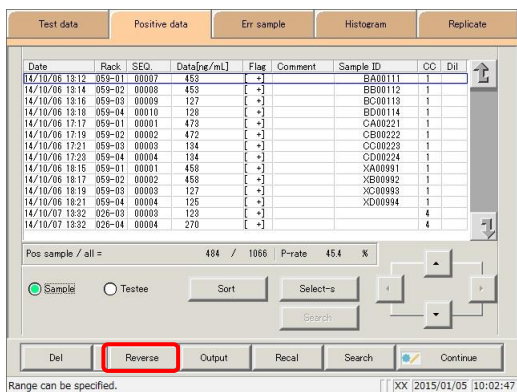 Test data Positive data Err sample Histogram Replicate
Date Rack SEQ. Data[ng/mL] Flag Comment Sample ID CC Dil
14/10/06 13:12 059-01 00007 453 [ +] BA00111 1
14/10/06 13:14 059-02 00008 453 [ +] BB00112 1
14/10/06 13:16 059-03 00009 127 [ +] BC00113 1
14/10/06 13:18 059-04 00010 128 [ +] BD00114 1
14/10/06 17:17 059-01 00001 473 [ +] CA00221 1
14/10/06 17:19 059-02 00002 472 [ +] CB00222 1
14/10/06 17:21 059-03 00003 134 [ +] CC00223 1
14/10/06 17:23 059-04 00004 134 [ +] CD00224 1
14/10/06 18:15 059-01 00001 458 [ +] XA00991 1
14/10/06 18:17 059-02 00002 458 [ +] XB00992 1
14/10/06 18:19 059-03 00003 127 [ +] XC00993 1
14/10/06 18:21 059-04 00004 125 [ +] XD00994 1
14/10/07 13:32 026-03 00003 123 [ +] 4
14/10/07 13:32 026-04 00004 270 [ +] 4
Pos sample / all = 484 / 1066 P-rate 45.4 %
Sample Testee Sort Select-s
Search
Del Reverse Output Recal Search Continue
Range can be specified. XX 2015/01/05 10:02:47